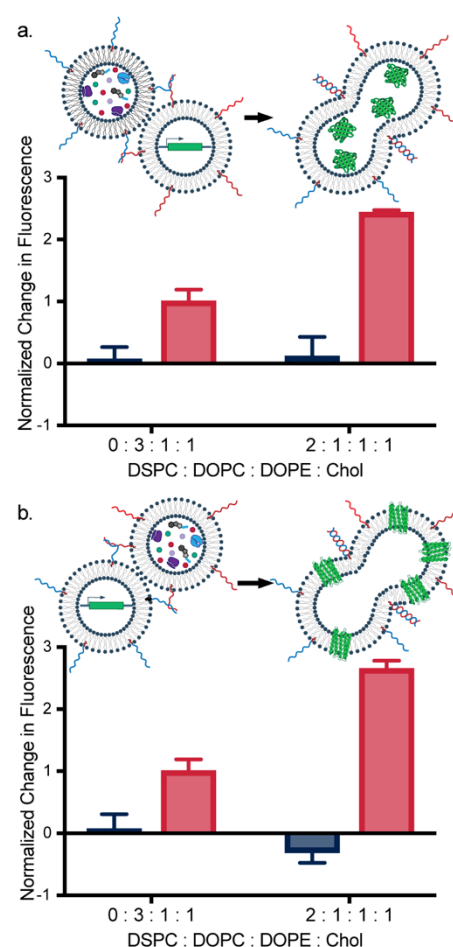 a.
Normalized Change in Fluorescence
3
2
1
0
-1
0 : 3 : 1 : 1
2 : 1 : 1 : 1
DSPC : DOPC : DOPE : Chol
b.
Normalized Change in Fluorescence
3
2
1
0
-1
0 : 3 : 1 : 1
2 : 1 : 1 : 1
DSPC : DOPC : DOPE : Chol